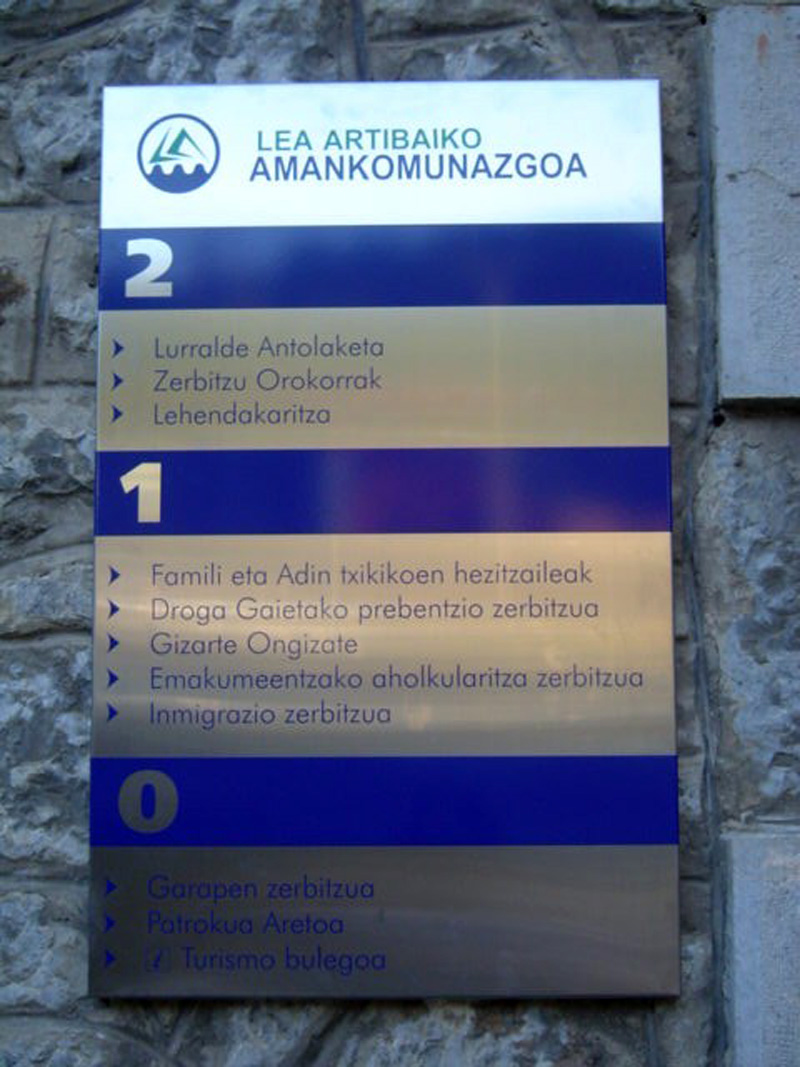 LEA ARTIBAIKO
AMANKOMUNAZGOA
2
Lurralde Antolaketa
Zerbitzu Orokorrak
Lehendakaritza
1
Famili eta Adin txikikoen hezitzaileak
Droga Gaietako prebentzio zerbitzua
Gizarte Ongizate
Emakumeentzako aholkularitza zerbitzua
Inmigrazio zerbitzua
0
Garapen zerbitzua
Patrokua Aretoa
i Turismo bulegoa